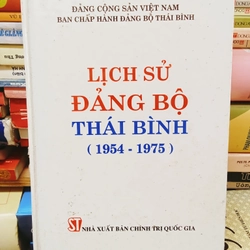 ĐẢNG CỘNG SẢN VIỆT NAM
BAN CHẤP HÀNH ĐẢNG BỘ THÁI BÌNH
LỊCH SỬ
ĐẢNG BỘ
THÁI BÌNH
( 1954 - 1975 )
ST NHÀ XUẤT BẢN CHÍNH TRỊ QUỐC GIA